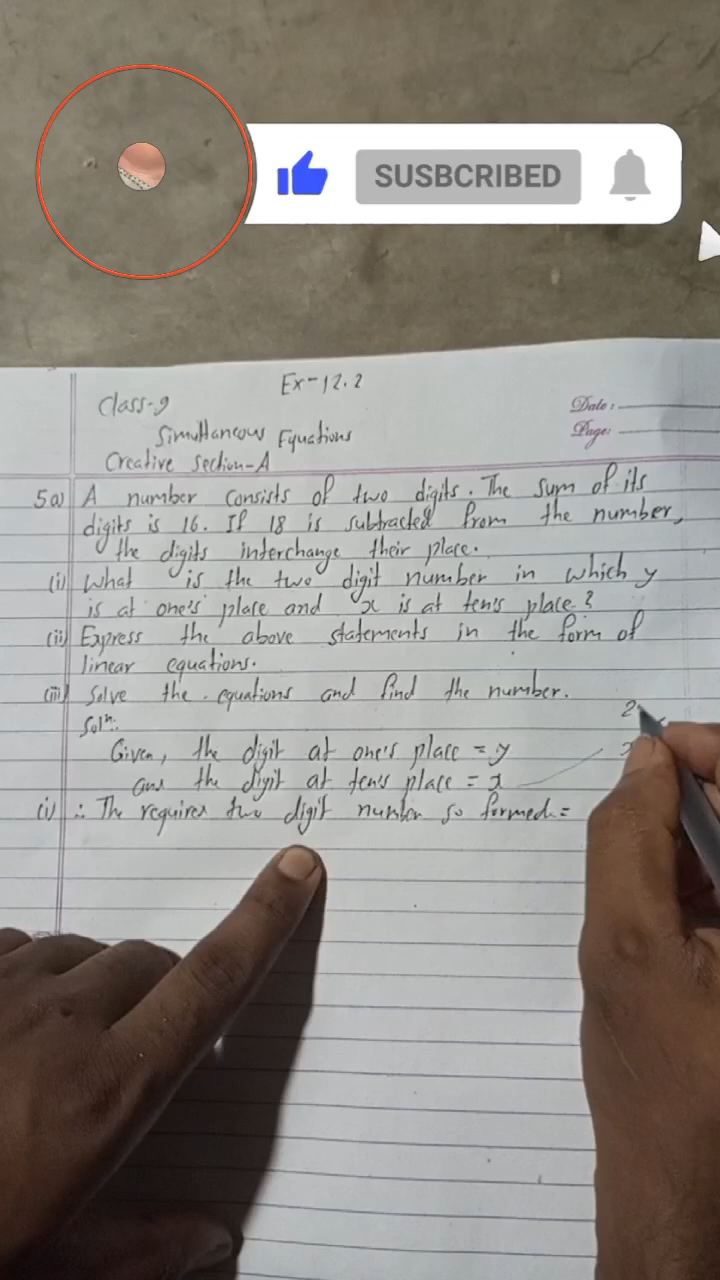 SUSBCRIBED
Ex-12.2
Class-9
Date:
Simultaneous Equations
Page:
Creative Section-A
5a) A number consists of two digits. The sum of its
digits is 16. If 18 is subtracted from the number,
the digits interchange their place.
(i) What is the two digit number in which y
is at one's place and x is at ten's place?
(ii) Express the above statements in the form of
linear equations.
(iii) Solve the equations and find the number.
Solⁿ:
2
Given, the digit at one's place = y
x
and the digit at ten's place = x
(i) ∴ The required two digit number so formed =